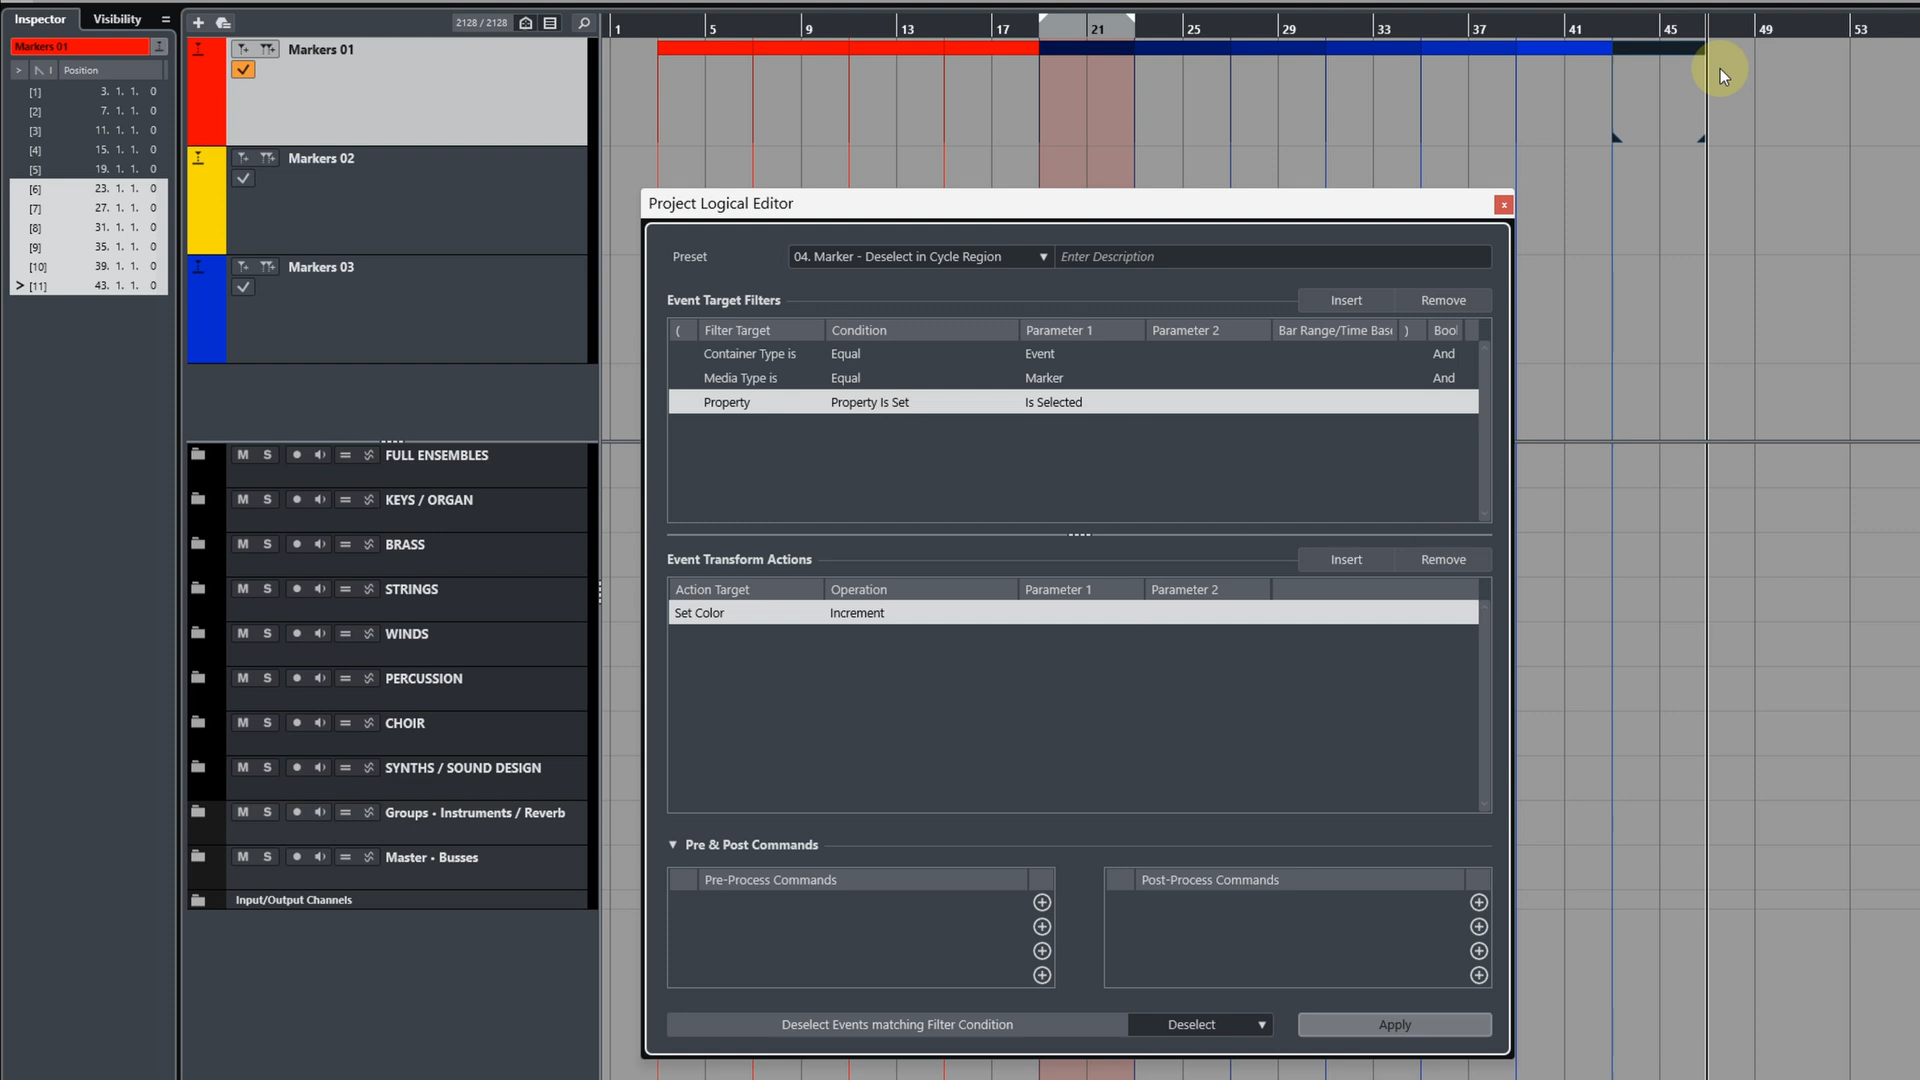 Inspector Visibility
2128 / 2128
1 5 9 13 17 21 25 29 33 37 41 45 49 53
Markers 01
Position
[1] 3. 1. 1. 0
[2] 7. 1. 1. 0
[3] 11. 1. 1. 0
[4] 15. 1. 1. 0
[5] 19. 1. 1. 0
[6] 23. 1. 1. 0
[7] 27. 1. 1. 0
[8] 31. 1. 1. 0
[9] 35. 1. 1. 0
[10] 39. 1. 1. 0
> [11] 43. 1. 1. 0
Markers 01
Markers 02
Markers 03
M S FULL ENSEMBLES
M S KEYS / ORGAN
M S BRASS
M S STRINGS
M S WINDS
M S PERCUSSION
M S CHOIR
M S SYNTHS / SOUND DESIGN
M S Groups • Instruments / Reverb
M S Master • Busses
Input/Output Channels
Project Logical Editor
x
Preset 04. Marker - Deselect in Cycle Region Enter Description
Event Target Filters Insert Remove
( Filter Target Condition Parameter 1 Parameter 2 Bar Range/Time Base ) Bool
Container Type is Equal Event And
Media Type is Equal Marker And
Property Property Is Set Is Selected
Event Transform Actions Insert Remove
Action Target Operation Parameter 1 Parameter 2
Set Color Increment
Pre & Post Commands
Pre-Process Commands Post-Process Commands
Deselect Events matching Filter Condition Deselect Apply